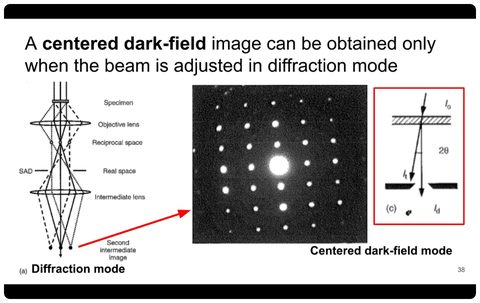 A centered dark-field image can be obtained only
when the beam is adjusted in diffraction mode
Specimen
Objective lens
Reciprocal space
SAD
Real space
Intermediate lens
Second
intermediate
image
(a) Diffraction mode
I₀
2θ
Iₜ
(c)
I_d
Centered dark-field mode
38